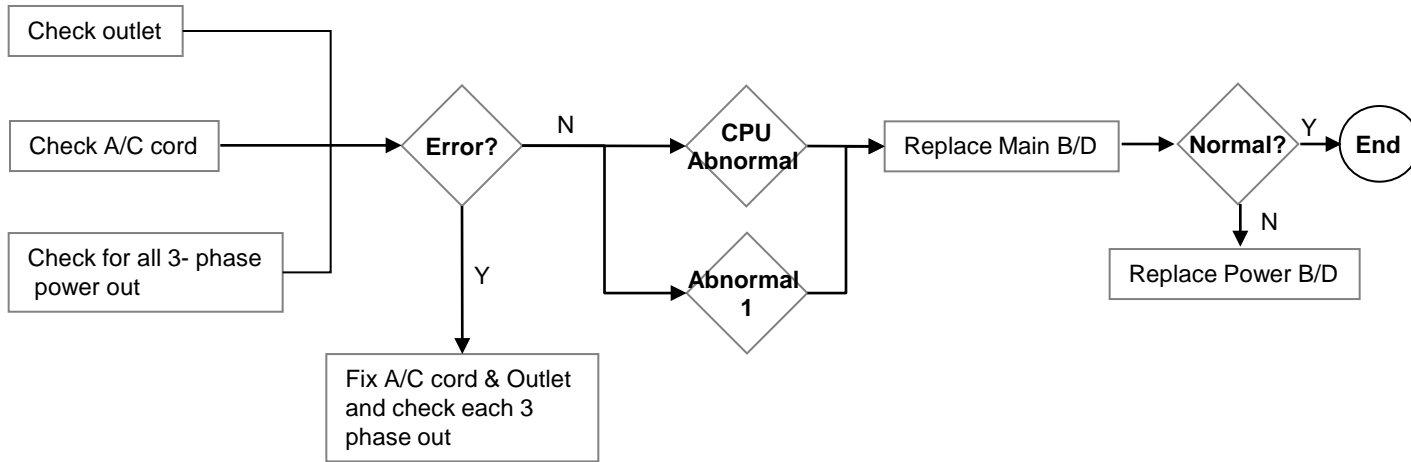 Check outlet
Check A/C cord
Check for all 3- phase
power out
Error?
N
Y
Fix A/C cord & Outlet
and check each 3
phase out
CPU
Abnormal
Abnormal
1
Replace Main B/D
Normal?
Y
End
N
Replace Power B/D